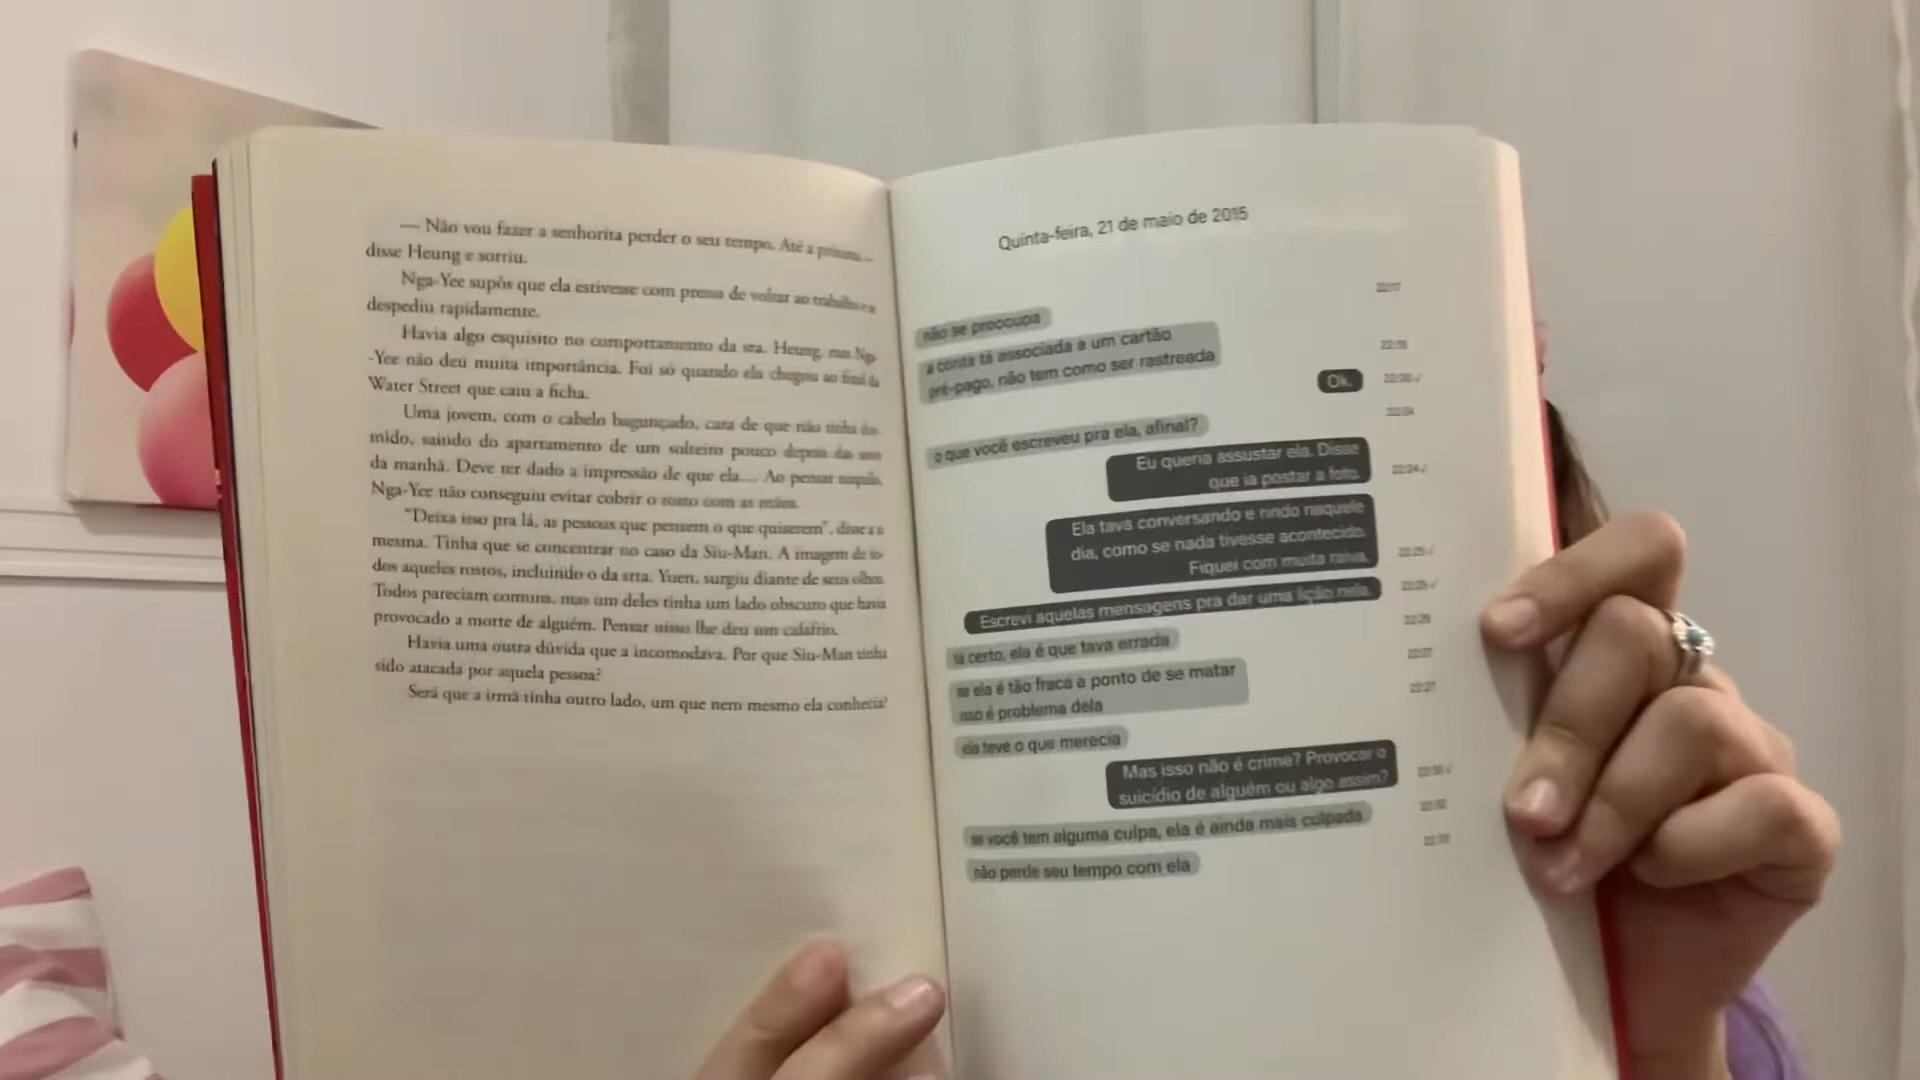 — Não vou fazer a senhorita perder o seu tempo. Até a próxima —
disse Heung e sorriu.
Nga-Yee supôs que ela estivesse com pressa de voltar ao trabalho e se
despediu rapidamente.
Havia algo esquisito no comportamento da sra. Heung, mas Nga-
-Yee não deu muita importância. Foi só quando ela chegou ao final da
Water Street que caiu a ficha.
Uma jovem, com o cabelo bagunçado, cara de que não tinha dor-
mido, saindo do apartamento de um solteiro pouco depois das
da manhã. Deve ter dado a impressão de que ela.... Ao pensar naquilo,
Nga-Yee não conseguiu evitar cobrir o rosto com as mãos.
"Deixa isso pra lá, as pessoas que pensem o que quiserem", disse a si
mesma. Tinha que se concentrar no caso da Siu-Man. A imagem de to-
dos aqueles rostos, incluindo o da srta. Yuen, surgiu diante de seus olhos.
Todos pareciam comuns, mas um deles tinha um lado obscuro que havia
provocado a morte de alguém. Pensar nisso lhe deu um calafrio.
Havia uma outra dúvida que a incomodava. Por que Siu-Man tinha
sido atacada por aquela pessoa?
Será que a irmã tinha outro lado, um que nem mesmo ela conhecia?
Quinta-feira, 21 de maio de 2015
não se preocupa
a conta tá associada a um cartão
pré-pago, não tem como ser rastreada
Ok.
o que você escreveu pra ela, afinal?
Eu queria assustar ela. Disse
que ia postar a foto.
Ela tava conversando e rindo naquele
dia, como se nada tivesse acontecido.
Fiquei com muita raiva.
Escrevi aquelas mensagens pra dar uma lição nela.
tá certo, ela é que tava errada
se ela é tão fraca a ponto de se matar
isso é problema dela
ela teve o que merecia
Mas isso não é crime? Provocar o
suicídio de alguém ou algo assim?
se você tem alguma culpa, ela é ainda mais culpada
não perde seu tempo com ela